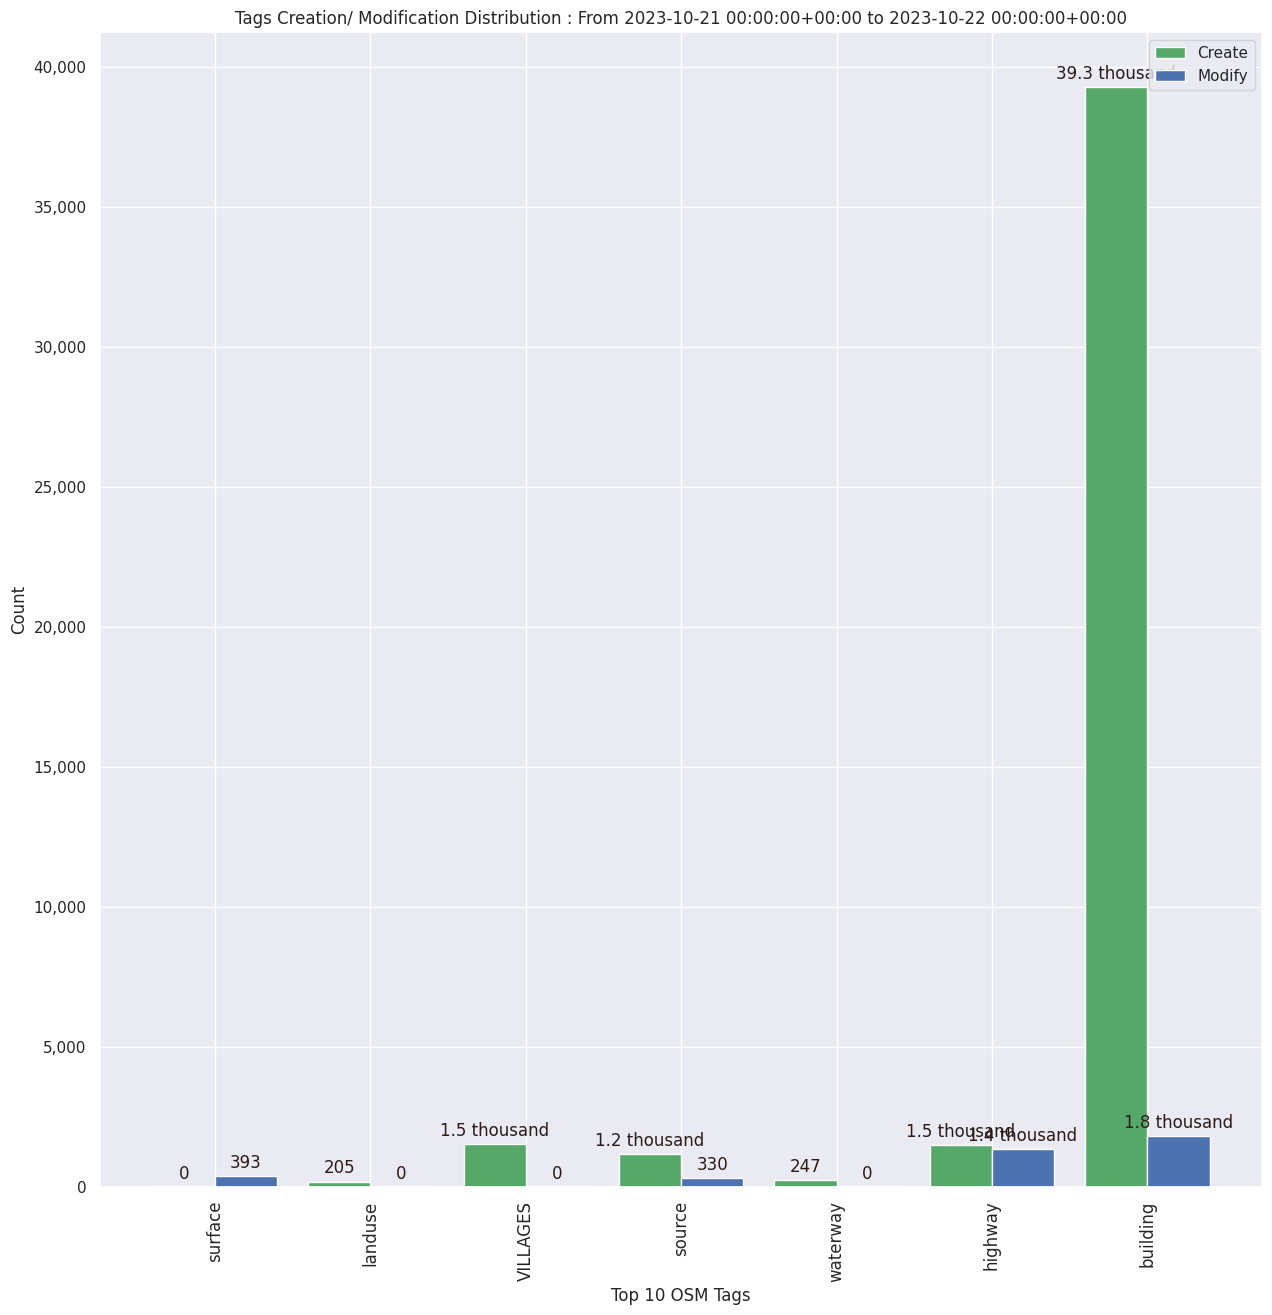 Tags Creation/ Modification Distribution : From 2023-10-21 00:00:00+00:00 to 2023-10-22 00:00:00+00:00
Create
Modify
Count
40,000
35,000
30,000
25,000
20,000
15,000
10,000
5,000
0
0
393
205
0
1.5 thousand
0
1.2 thousand
330
247
0
1.5 thousand
1.4 thousand
39.3 thousand
1.8 thousand
surface
landuse
VILLAGES
source
waterway
highway
building
Top 10 OSM Tags